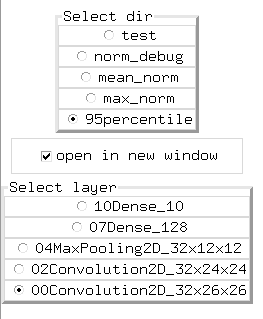 Select dir
test
norm_debug
mean_norm
max_norm
95percentile
open in new window
Select layer
10Dense_10
07Dense_128
04MaxPooling2D_32x12x12
02Convolution2D_32x24x24
00Convolution2D_32x26x26